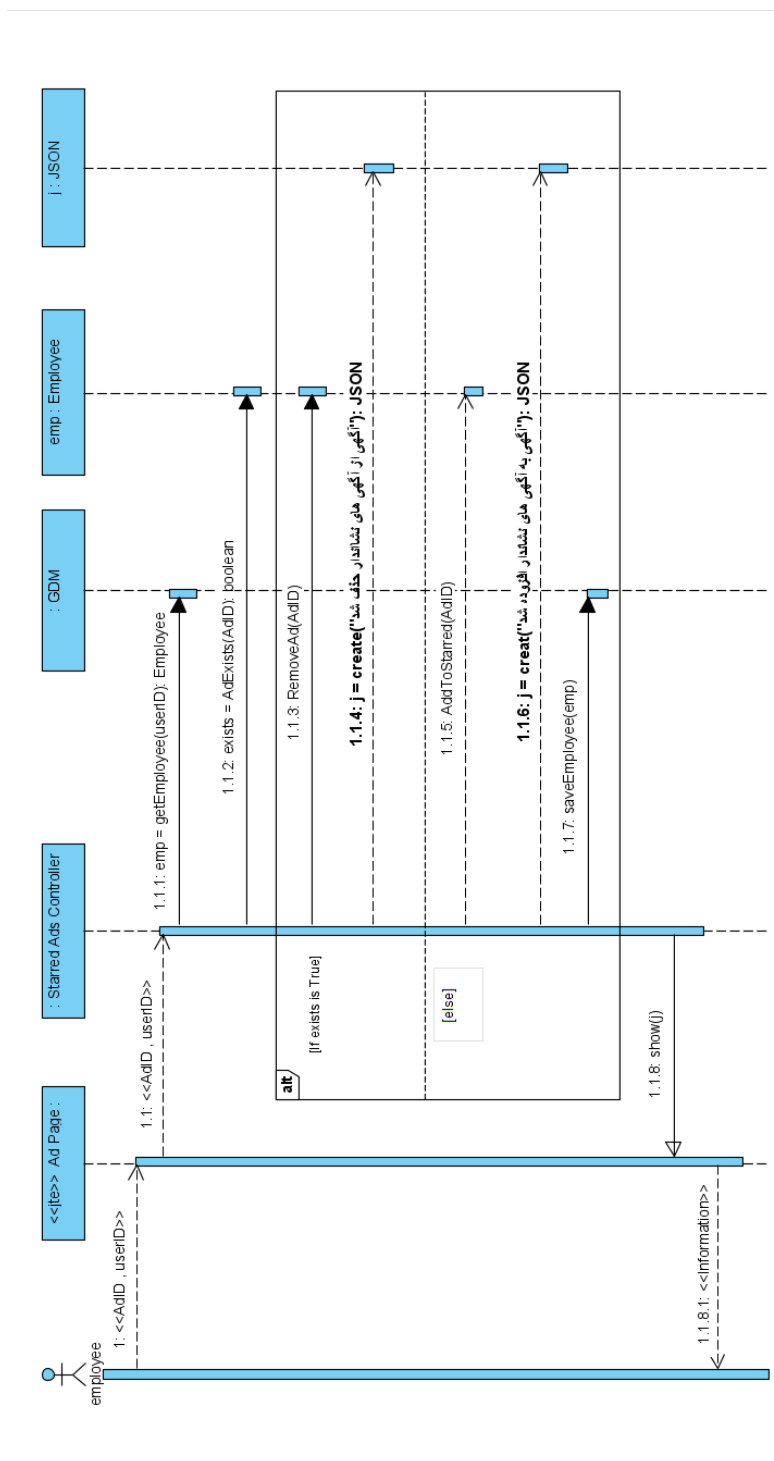 employee
<<jte>> Ad Page :
: Starred Ads Controller
: GDM
emp : Employee
j : JSON
1: <<AdID , userID>>
1.1: <<AdID , userID>>
1.1.1: emp = getEmployee(userID): Employee
1.1.2: exists = AdExists(AdID): boolean
alt
[If exists is True]
1.1.3: RemoveAd(AdID)
1.1.4: j = create("آگهی از آگهی های نشاندار حذف شد"): JSON
[else]
1.1.5: AddToStarred(AdID)
1.1.6: j = creat("آگهی به آگهی های نشاندار افزوده شد"): JSON
1.1.7: saveEmployee(emp)
1.1.8: show(j)
1.1.8.1: <<Information>>